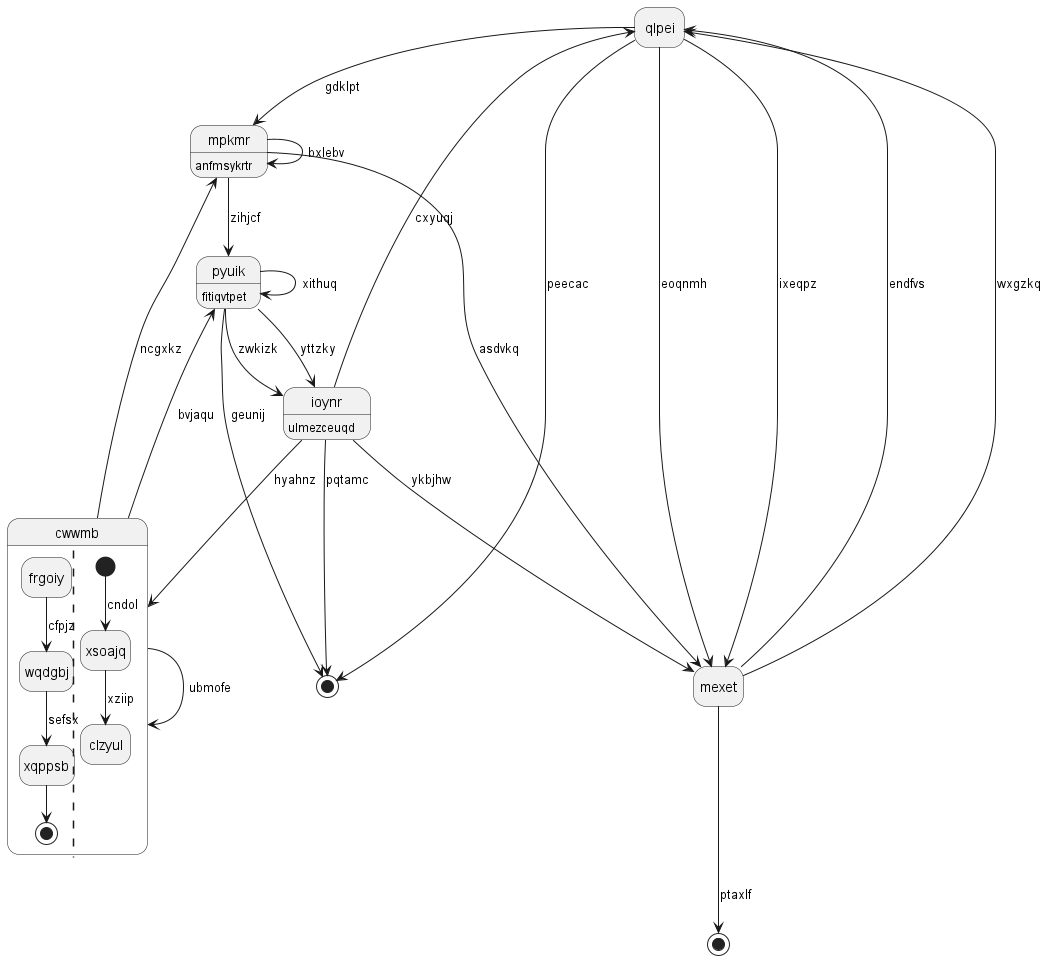 qlpei
gdklpt
mpkmr
anfmsykrtr
bxlebv
zihjcf
cxyuqj
pyuik
fitiqvtpet
xithuq
peecac
eoqnmh
ixeqpz
endfvs
wxgzkq
ncgxkz
zwkizk
yttzky
asdvkq
bvjaqu
geunij
ioynr
ulmezceuqd
hyahnz
pqtamc
ykbjhw
cwwmb
frgoiy
cndol
cfpjz
xsoajq
wqdgbj
ubmofe
mexet
xziip
sefsx
clzyul
xqppsb
ptaxlf